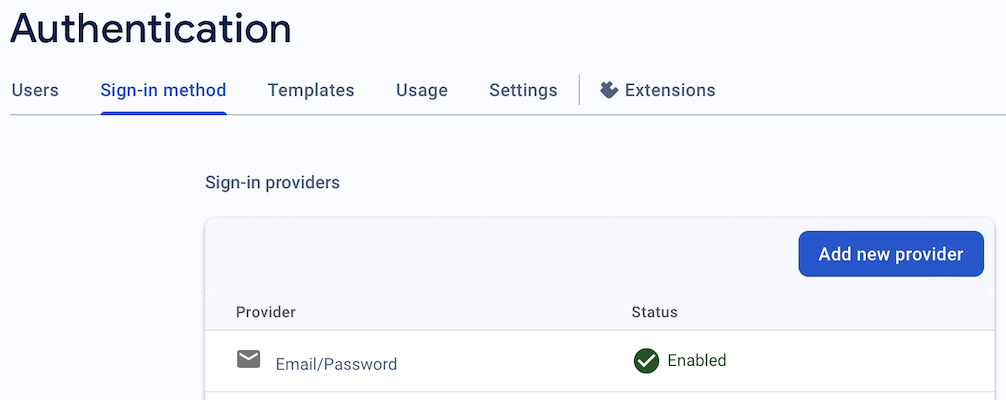 Authentication
Users Sign-in method Templates Usage Settings Extensions
Sign-in providers
Add new provider
Provider Status
Email/Password Enabled